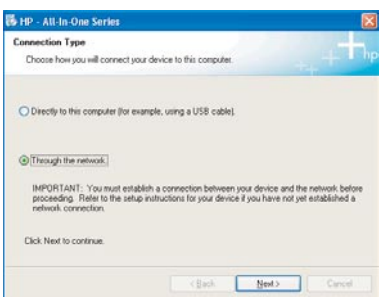 HP - All-In-One Series
Connection Type
Choose how you will connect your device to this computer.
hp
Directly to this computer (for example, using a USB cable).
Through the network.
IMPORTANT: You must establish a connection between your device and the network before
proceeding. Refer to the setup instructions for your device if you have not yet established a
network connection.
Click Next to continue.
< Back Next > Cancel